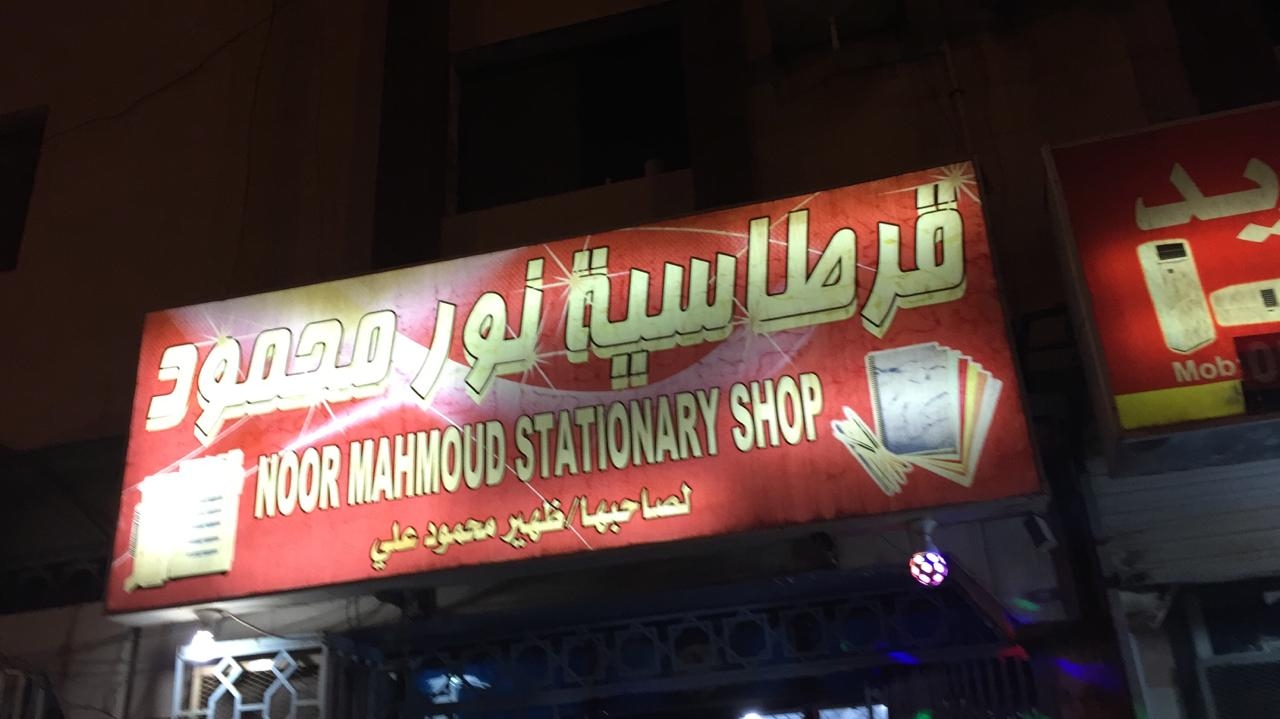 قرطاسية نور محمود
NOOR MAHMOUD STATIONARY SHOP
لصاحبها/ظهير محمود علي
Mob